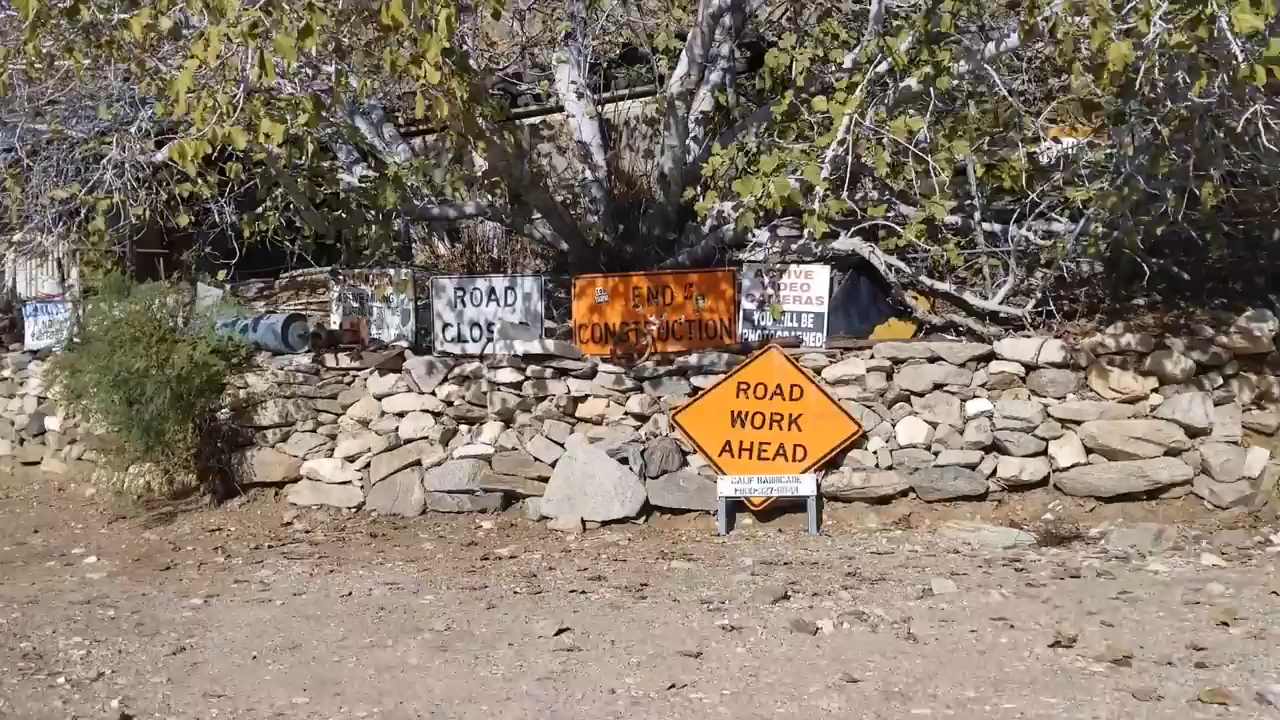 ROAD
CLOS
END
CONSTRUCTION
ACTIVE
VIDEO
CAMERAS
YOU WILL BE
PHOTOGRAPHED
ROAD
WORK
AHEAD
CALIF BARRICADE